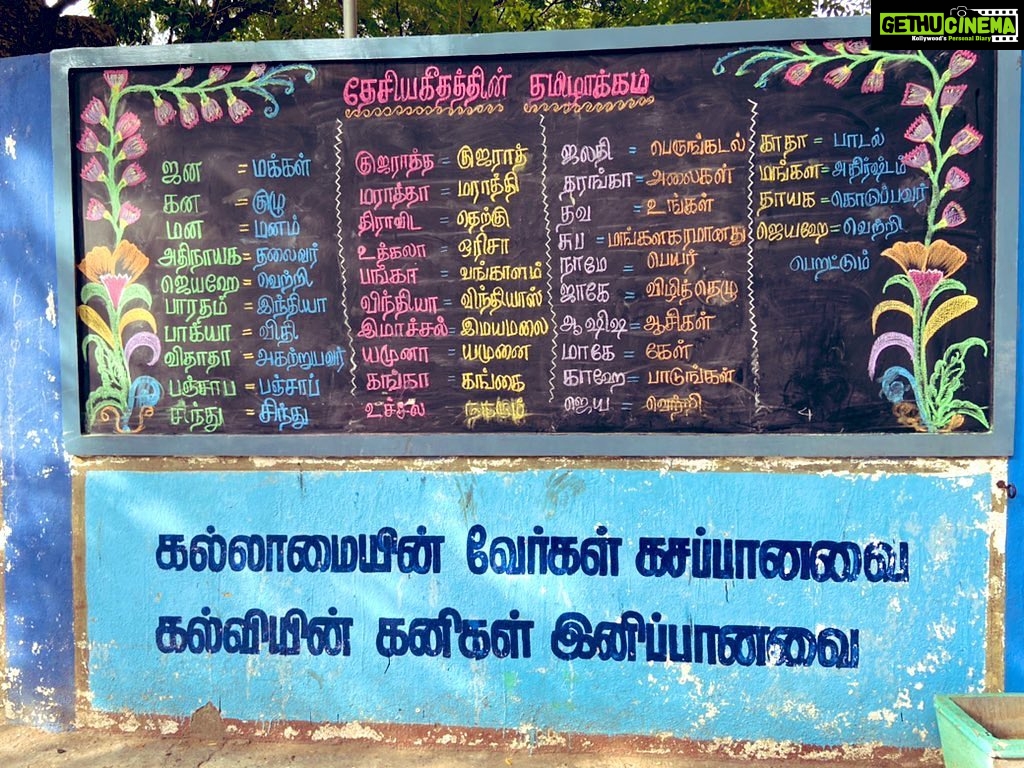 GETHUCINEMA
Kollywood's Personal Diary
தேசியகீதத்தின் தமிழாக்கம்
ஜன = மக்கள்
கன = குழு
மன = மனம்
அதிநாயக = தலைவர்
ஜெயஹே = வெற்றி
பாரதம் = இந்தியா
பாகியா = விதி
விதாதா = அகற்றுபவர்
பஞ்சாப = பஞ்சாப்
சிந்து = சிந்து
குஜராத்த = குஜராத்
மராத்தா = மராத்தி
திராவிட = தெற்கு
உத்கலா = ஒரிசா
பங்கா = வங்காளம்
விந்தியா = விந்தியாஸ்
இமாச்சல் = இமயமலை
யமுனா = யமுனை
கங்கா = கங்கை
உச்சல =
ஜலதி = பெருங்கடல்
தரங்கா = அலைகள்
தவ = உங்கள்
சுப = மங்களகரமானது
நாமே = பெயர்
ஜாகே = விழித்தெழு
ஆஷிஷ = ஆசிகள்
மாகே = கேள்
காஹே = பாடுங்கள்
ஜெய = வெற்றி
காதா = பாடல்
மங்கள = அதிர்ஷ்டம்
தாயக = கொடுப்பவர்
ஜெயஹே = வெற்றி
பெறட்டும்
கல்லாமையின் வேர்கள் கசப்பானவை
கல்வியின் கனிகள் இனிப்பானவை